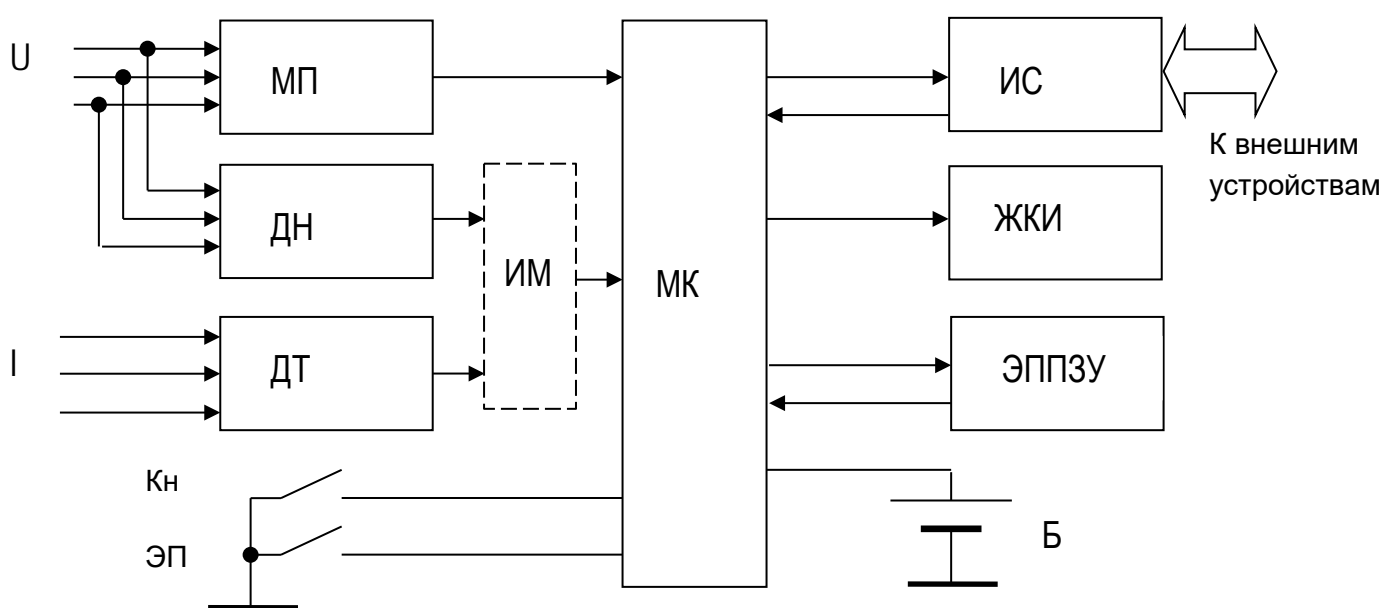 U
МП
ИС
К внешним
устройствам
ДН
ИМ
МК
ЖКИ
I
ДТ
ЭППЗУ
Кн
ЭП
Б